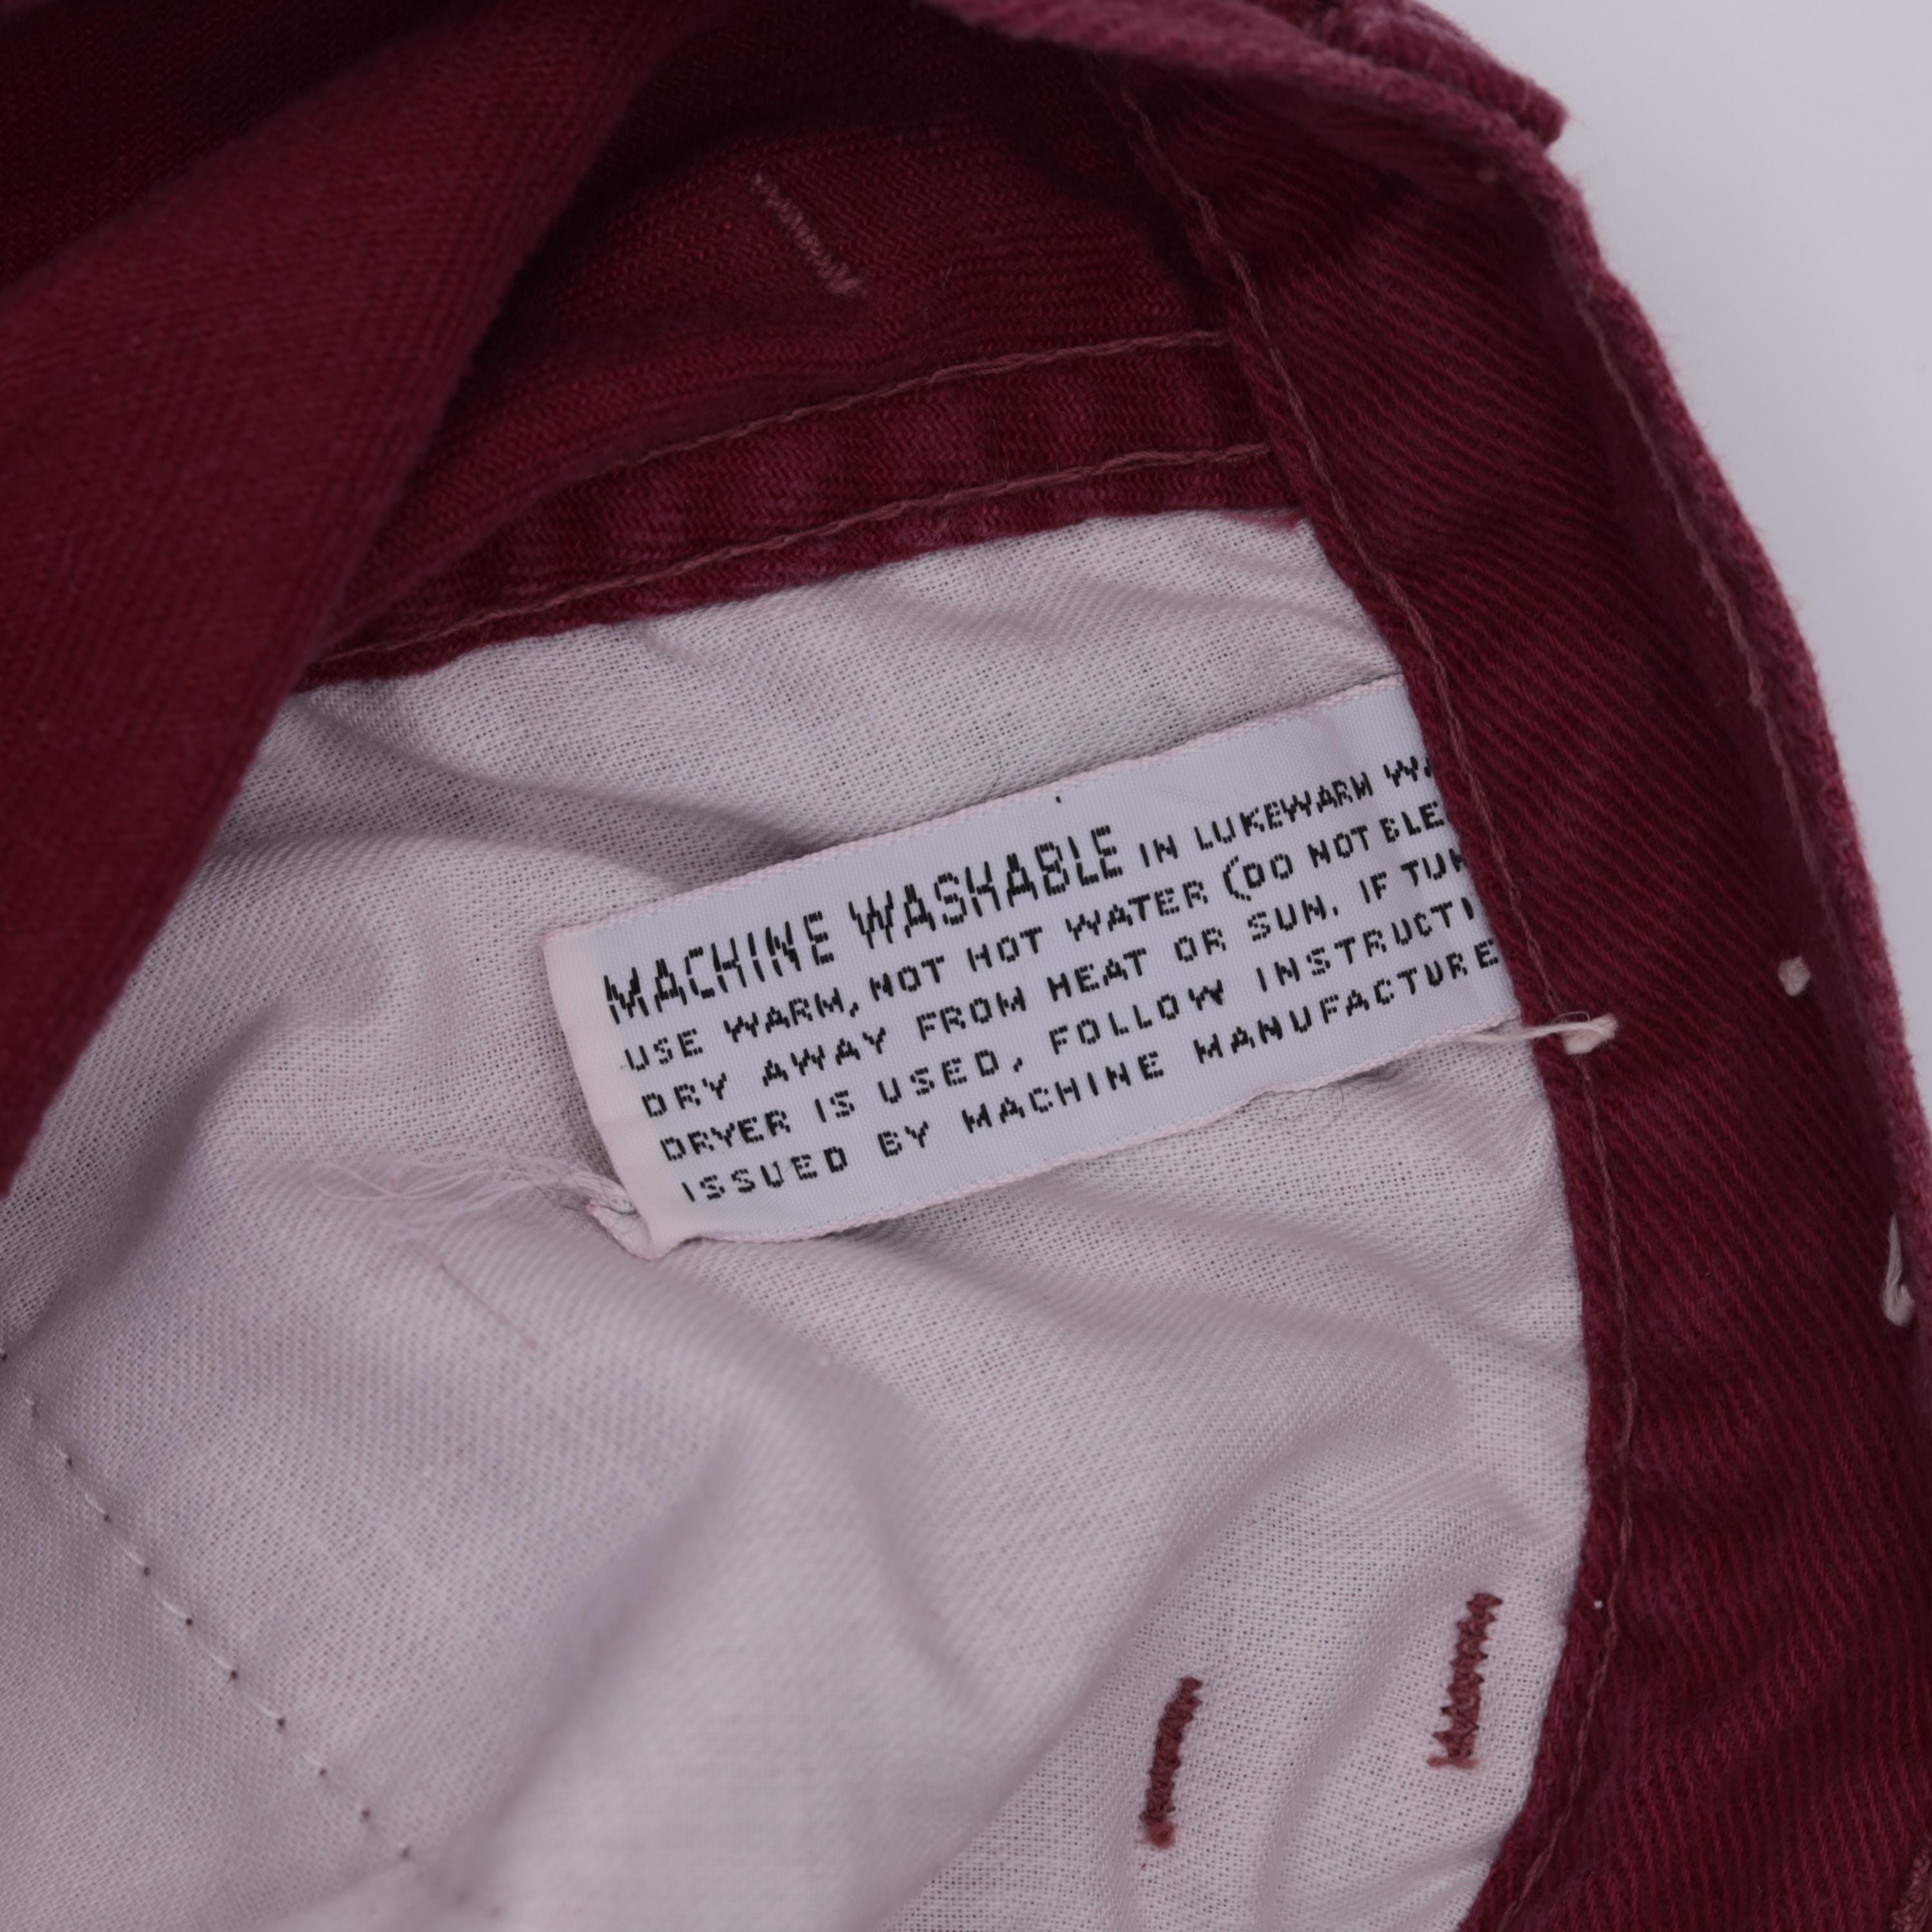 MACHINE WASHABLE IN LUKEWARM
USE WARM, NOT HOT WATER (DO NOT
DRY AWAY FROM HEAT OR SUN. IF
DRYER IS USED, FOLLOW
ISSUED BY MACHINE